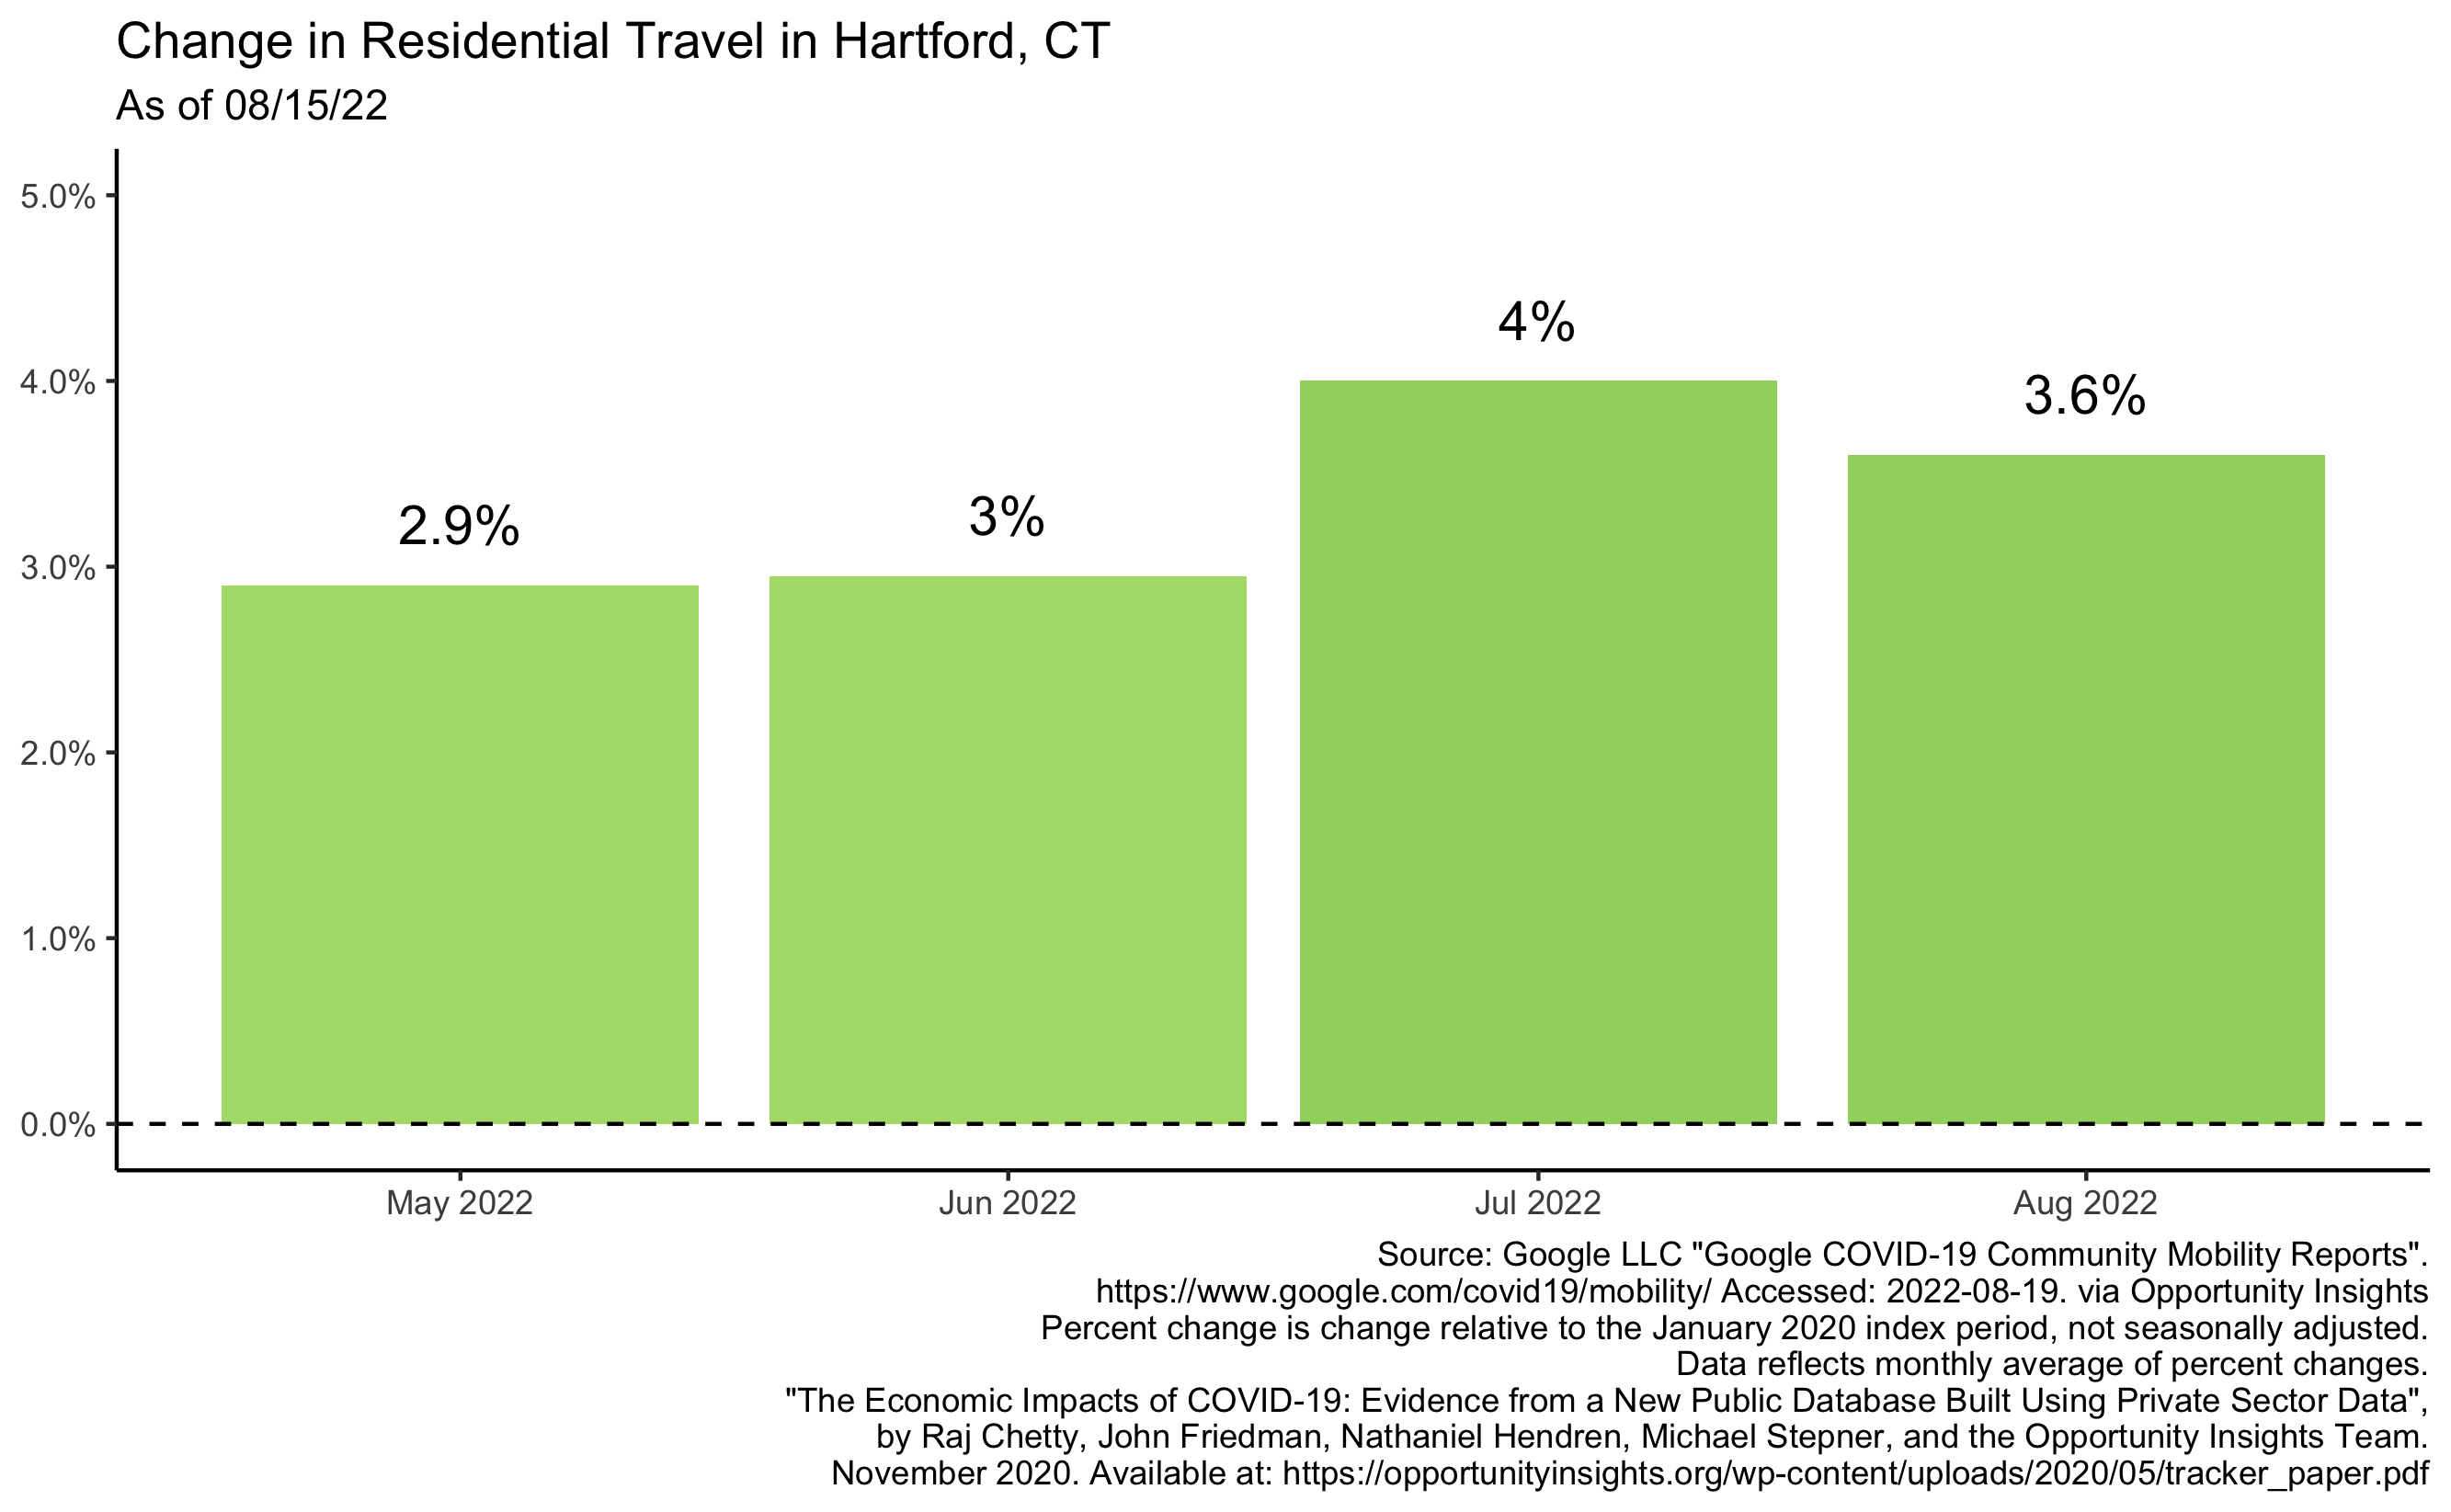 Change in Residential Travel in Hartford, CT
As of 08/15/22
5.0%
4.0%
3.0%
2.0%
1.0%
0.0%
2.9%
3%
4%
3.6%
May 2022
Jun 2022
Jul 2022
Aug 2022
Source: Google LLC "Google COVID-19 Community Mobility Reports".
https://www.google.com/covid19/mobility/ Accessed: 2022-08-19. via Opportunity Insights
Percent change is change relative to the January 2020 index period, not seasonally adjusted.
Data reflects monthly average of percent changes.
"The Economic Impacts of COVID-19: Evidence from a New Public Database Built Using Private Sector Data",
by Raj Chetty, John Friedman, Nathaniel Hendren, Michael Stepner, and the Opportunity Insights Team.
November 2020. Available at: https://opportunityinsights.org/wp-content/uploads/2020/05/tracker_paper.pdf